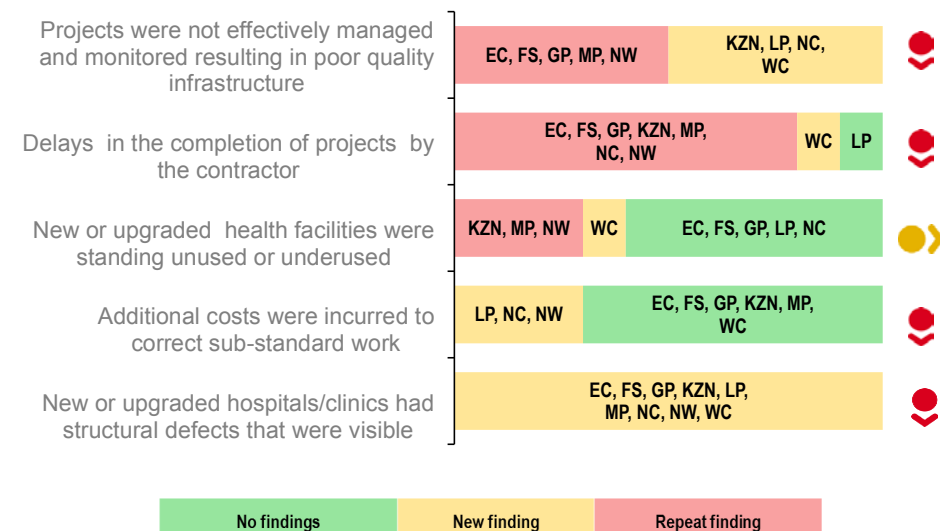 Projects were not effectively managed
and monitored resulting in poor quality
infrastructure
EC, FS, GP, MP, NW
KZN, LP, NC,
WC
Delays in the completion of projects by
the contractor
EC, FS, GP, KZN, MP,
NC, NW
WC
LP
New or upgraded health facilities were
standing unused or underused
KZN, MP, NW
WC
EC, FS, GP, LP, NC
Additional costs were incurred to
correct sub-standard work
LP, NC, NW
EC, FS, GP, KZN, MP,
WC
New or upgraded hospitals/clinics had
structural defects that were visible
EC, FS, GP, KZN, LP,
MP, NC, NW, WC
No findings
New finding
Repeat finding